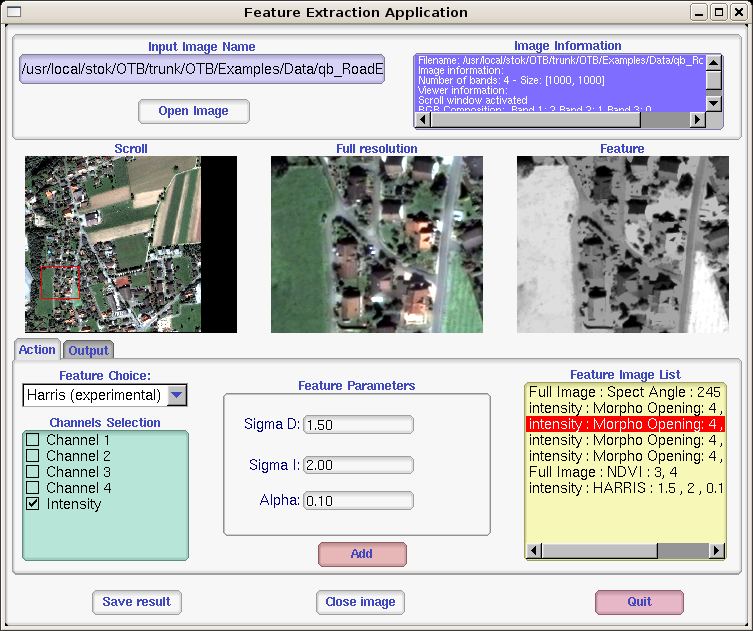 Feature Extraction Application
Input Image Name
Image Information
/usr/local/stok/OTB/trunk/OTB/Examples/Data/qb_RoadE
Filename: /usr/local/stok/OTB/trunk/OTB/Examples/Data/qb_Rc
Image information:
Number of bands: 4 - Size: [1000, 1000]
Viewer information:
Scroll window activated
RGB Composition: Band 1: 2 Band 2: 1 Band 3: 0
Open Image
Scroll
Full resolution
Feature
Action
Output
Feature Choice:
Harris (experimental)
Channels Selection
Channel 1
Channel 2
Channel 3
Channel 4
Intensity
Feature Parameters
Sigma D: 1.50
Sigma I: 2.00
Alpha: 0.10
Add
Feature Image List
Full Image : Spect Angle : 245
intensity : Morpho Opening: 4 ,
intensity : Morpho Opening: 4 ,
intensity : Morpho Opening: 4 ,
intensity : Morpho Opening: 4 ,
Full Image : NDVI : 3, 4
intensity : HARRIS : 1.5 , 2 , 0.1
Save result
Close image
Quit